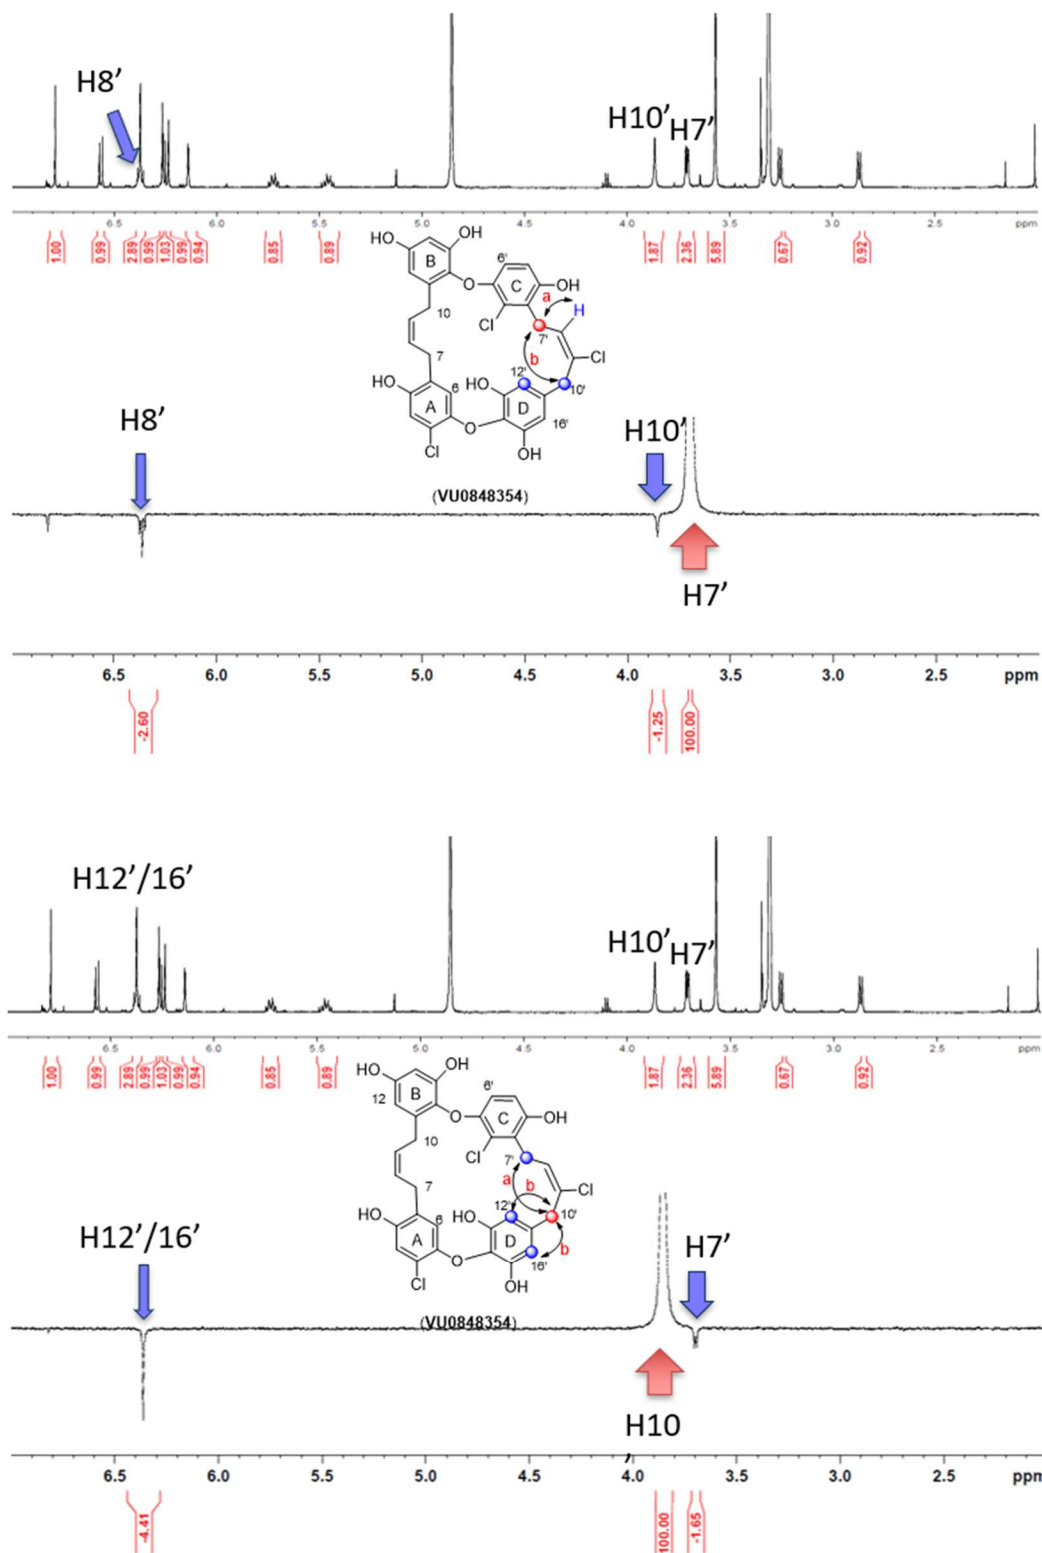 H8'
H10'
H7'
6.5 6.0 5.5 5.0 4.5 4.0 3.5 3.0 2.5 ppm
1.00 0.99 2.89 0.99 1.03 0.99 0.94 0.85 0.89 1.87 2.36 5.89 0.67 0.92
HO OH
B 6' C OH
O a H
10 Cl 7'
b Cl
7 12' 10'
HO 6 HO
A D 16'
O
Cl OH
(VU0848354)
H8'
H10'
H7'
6.5 6.0 5.5 5.0 4.5 4.0 3.5 3.0 2.5 ppm
-2.60 -1.25 100.00
H12'/16'
H10' H7'
6.5 6.0 5.5 5.0 4.5 4.0 3.5 3.0 2.5 ppm
1.00 0.99 2.89 0.99 1.03 0.99 0.94 0.85 0.89 1.87 2.36 5.89 0.67 0.92
HO OH
12 B 6' C OH
O
10 Cl 7'
a b Cl
7 12' 10'
HO 6 HO
A D b
O 16'
Cl OH
(VU0848354)
H12'/16'
H7'
H10
6.5 6.0 5.5 5.0 4.5 4.0 3.5 3.0 2.5 ppm
-4.41 100.00 -1.65